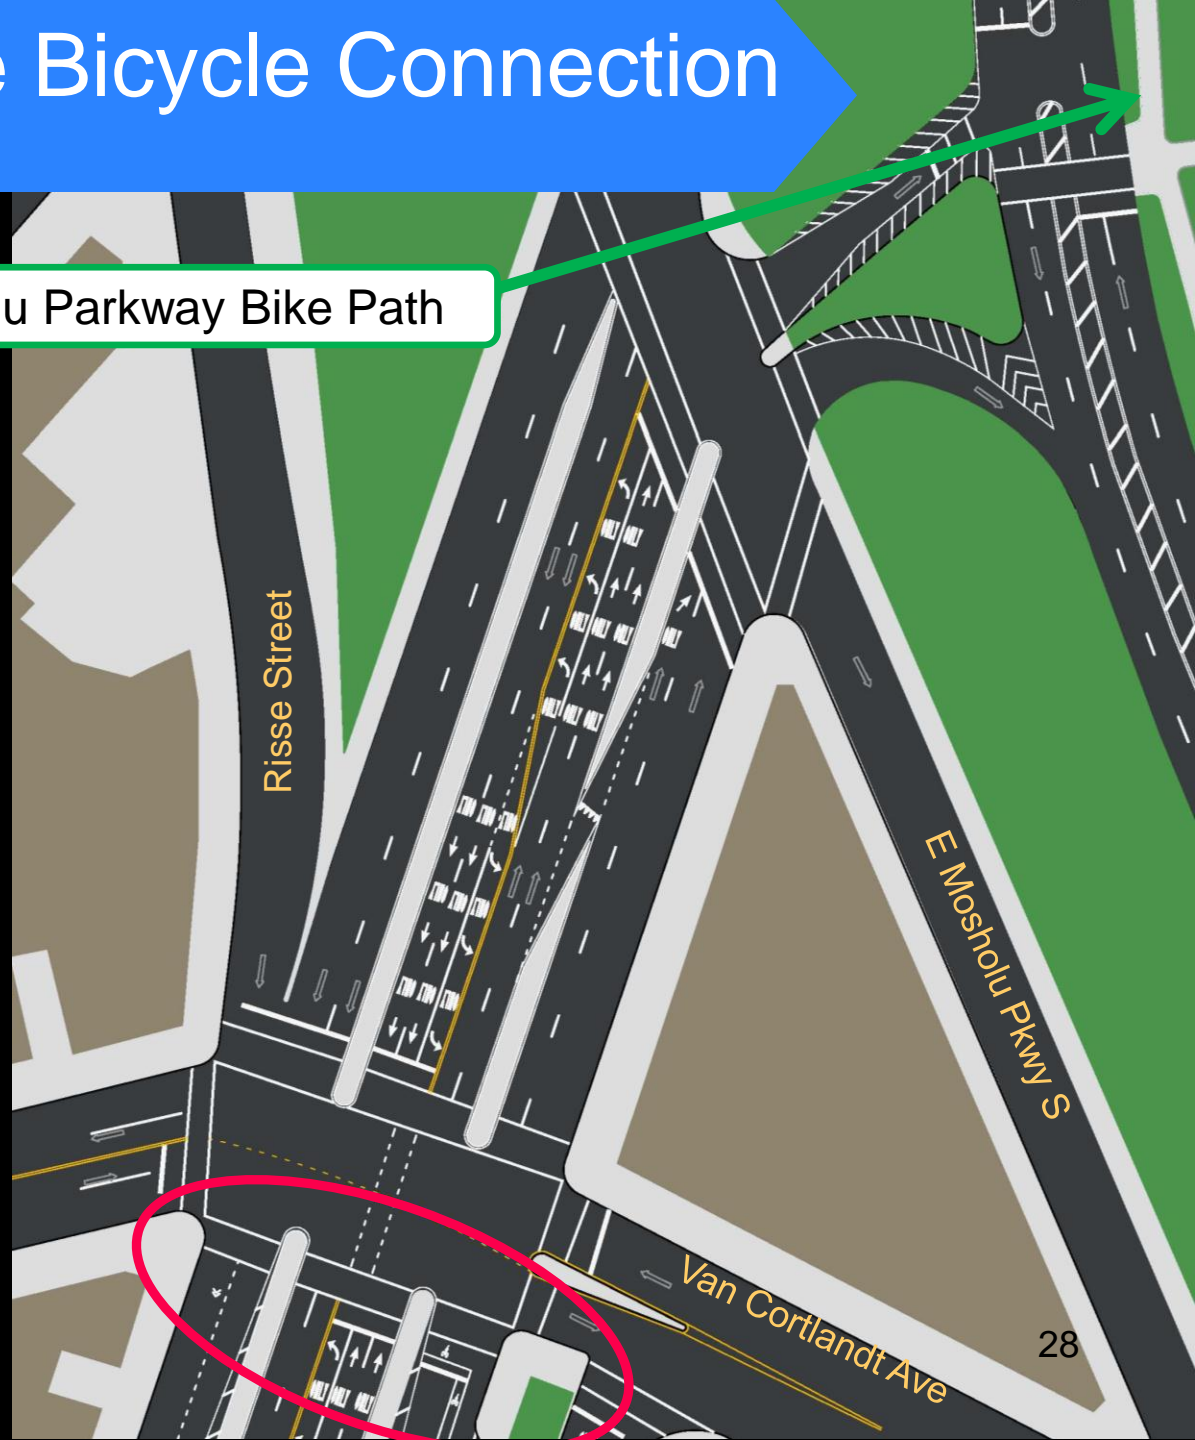 e Bicycle Connection
u Parkway Bike Path
Risse Street
E Mosholu Pkwy S
Van Cortlandt Ave
28